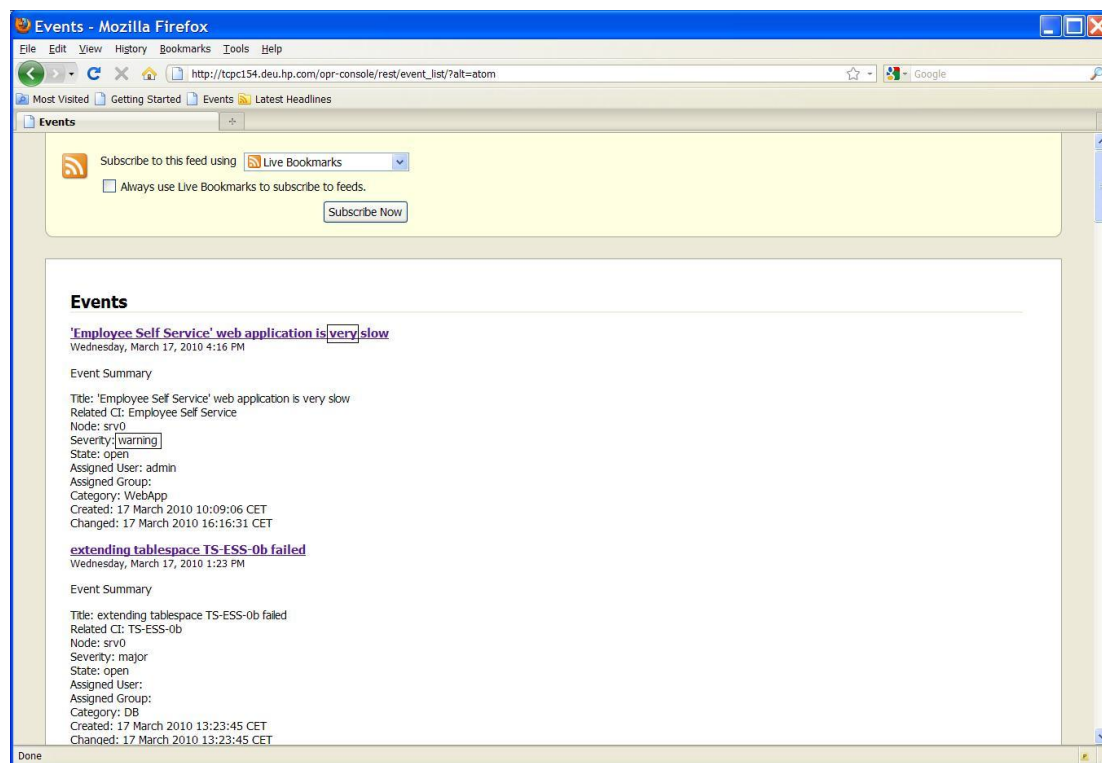 Events - Mozilla Firefox
File Edit View History Bookmarks Tools Help
http://tcpc154.deu.hp.com/opr-console/rest/event_list/?alt=atom Google
Most Visited Getting Started Events Latest Headlines
Events
Subscribe to this feed using Live Bookmarks
Always use Live Bookmarks to subscribe to feeds.
Subscribe Now
Events
'Employee Self Service' web application is very slow
Wednesday, March 17, 2010 4:16 PM
Event Summary
Title: 'Employee Self Service' web application is very slow
Related CI: Employee Self Service
Node: srv0
Severity: warning
State: open
Assigned User: admin
Assigned Group:
Category: WebApp
Created: 17 March 2010 10:09:06 CET
Changed: 17 March 2010 16:16:31 CET
extending tablespace TS-ESS-0b failed
Wednesday, March 17, 2010 1:23 PM
Event Summary
Title: extending tablespace TS-ESS-0b failed
Related CI: TS-ESS-0b
Node: srv0
Severity: major
State: open
Assigned User:
Assigned Group:
Category: DB
Created: 17 March 2010 13:23:45 CET
Changed: 17 March 2010 13:23:45 CET
Done